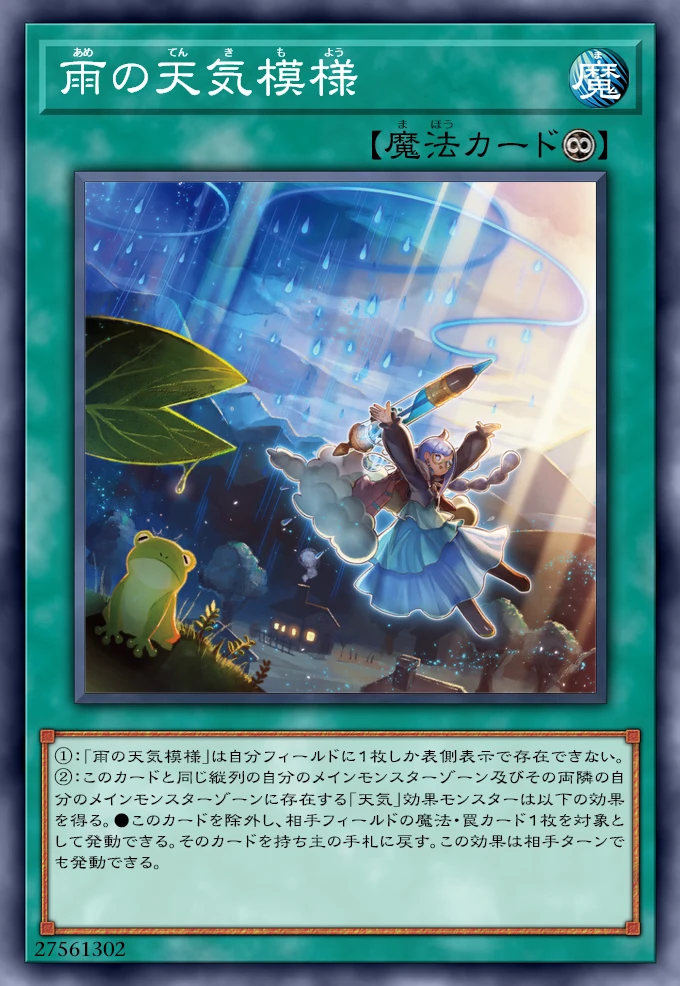 雨の天気模様
魔
【魔法カード♾】
①：「雨の天気模様」は自分フィールドに１枚しか表側表示で存在できない。
②：このカードと同じ縦列の自分のメインモンスターゾーン及びその両隣の自
分のメインモンスターゾーンに存在する「天気」効果モンスターは以下の効果
を得る。●このカードを除外し、相手フィールドの魔法・罠カード１枚を対象と
して発動できる。そのカードを持ち主の手札に戻す。この効果は相手ターンで
も発動できる。
27561302